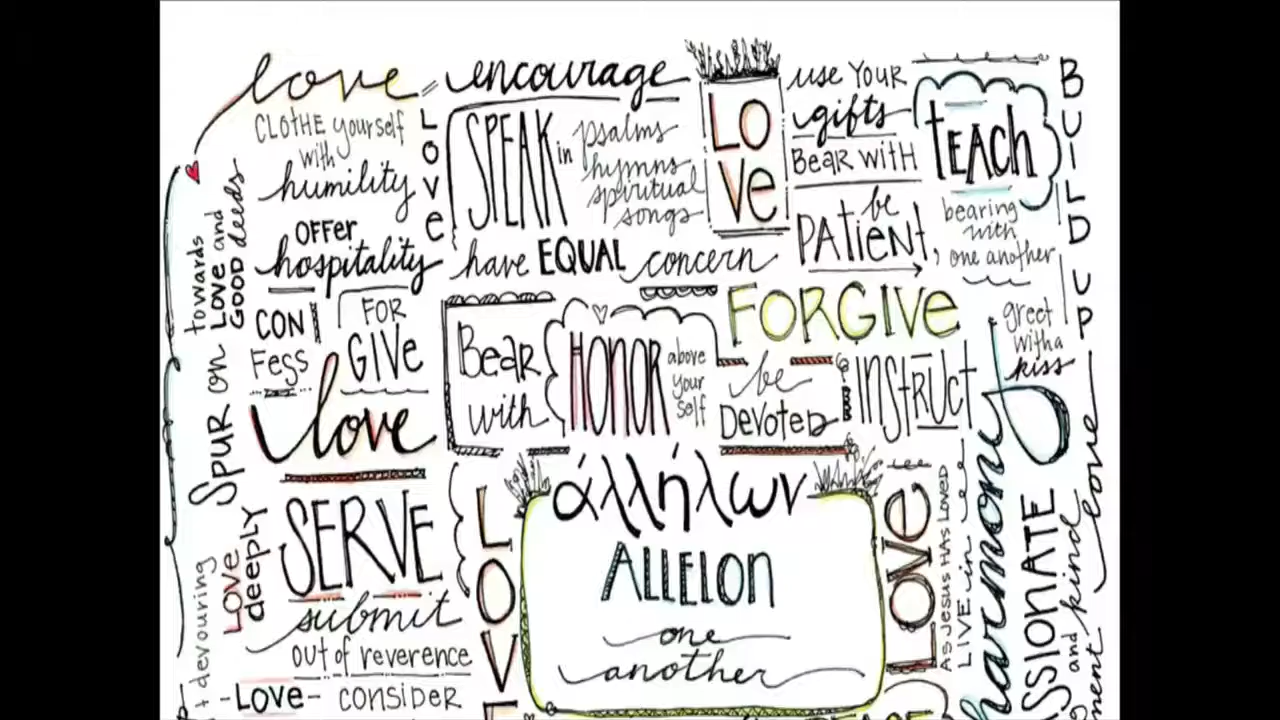 love
encourage
CLOTHE yourself
with
humility
LOVE
SPEAK
in
psalms
hymns
spiritual
songs
LOVE
use YOUR
gifts
BEAR WITH
TEACH
BUILD UP
OFFER
hospitality
have EQUAL concern
be
PATIENT,
bearing
with
one another
SPUR on
towards
LOVE and
GOOD deeds
CON
FESS
FOR
GIVE
love
BEAR
with
HONOR
above
your
self
FORGIVE
be
DEVOTED
INSTRUCT
greet
with a
kiss
SERVE
LOVE
deeply
submit
out of reverence
-LOVE- CONSIDER
devouring
LOVE
άλλήλων
ALLELON
one
another
LOVE
AS JESUS HAS LOVED
LIVE in
harmony
SSIONATE
and kind
love